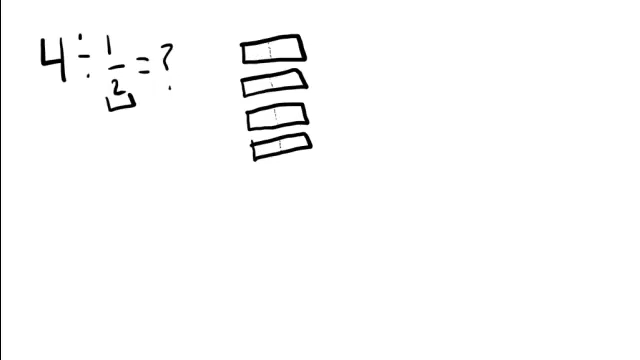 4 ÷ 1/2 = ?